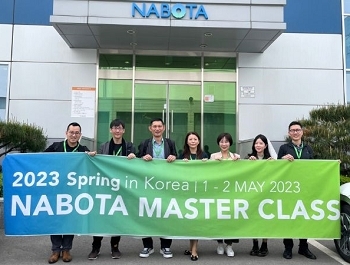 NABOTA
2023 Spring in Korea | 1 - 2 MAY 2023
NABOTA MASTER CLASS